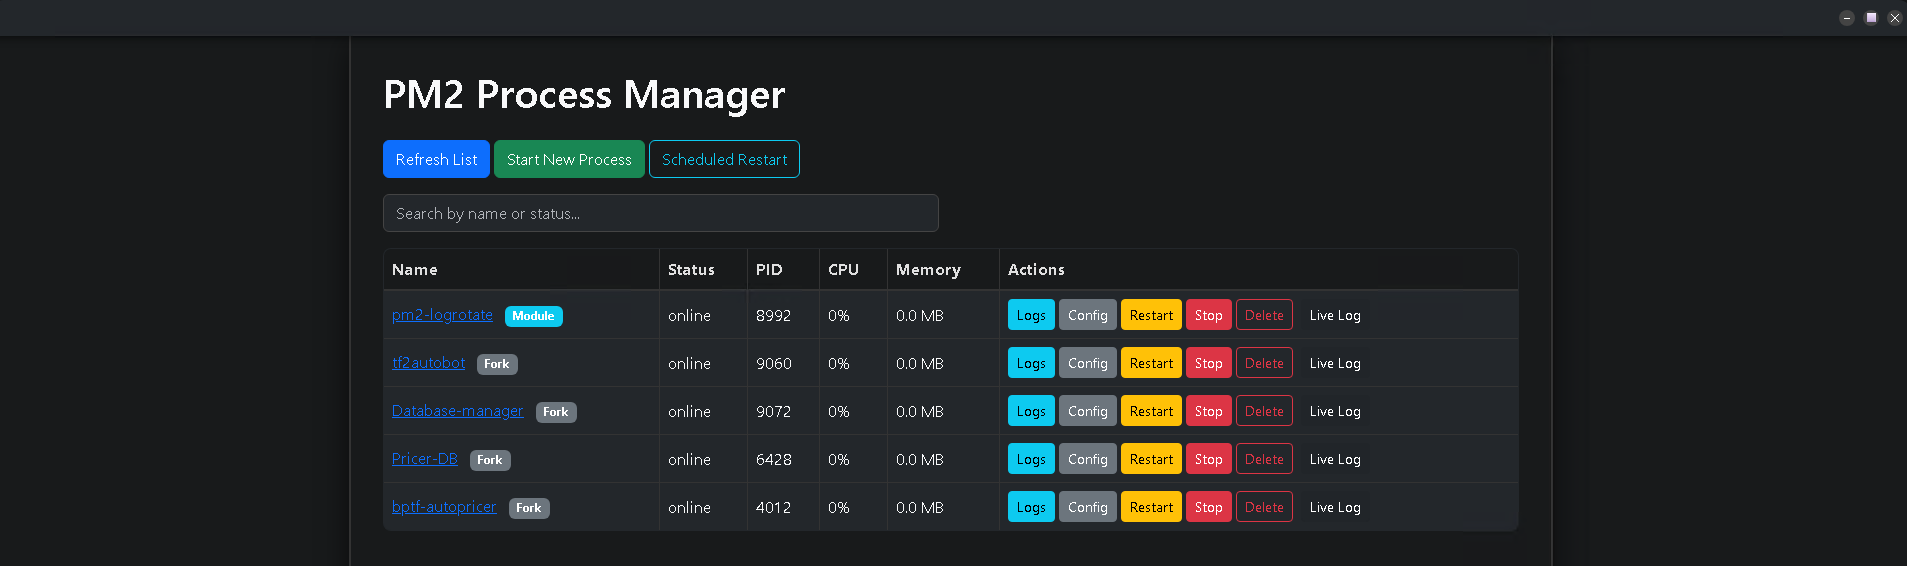 PM2 Process Manager
Refresh List Start New Process Scheduled Restart
Search by name or status...
Name Status PID CPU Memory Actions
pm2-logrotate Module online 8992 0% 0.0 MB Logs Config Restart Stop Delete Live Log
tf2autobot Fork online 9060 0% 0.0 MB Logs Config Restart Stop Delete Live Log
Database-manager Fork online 9072 0% 0.0 MB Logs Config Restart Stop Delete Live Log
Pricer-DB Fork online 6428 0% 0.0 MB Logs Config Restart Stop Delete Live Log
bptf-autopricer Fork online 4012 0% 0.0 MB Logs Config Restart Stop Delete Live Log